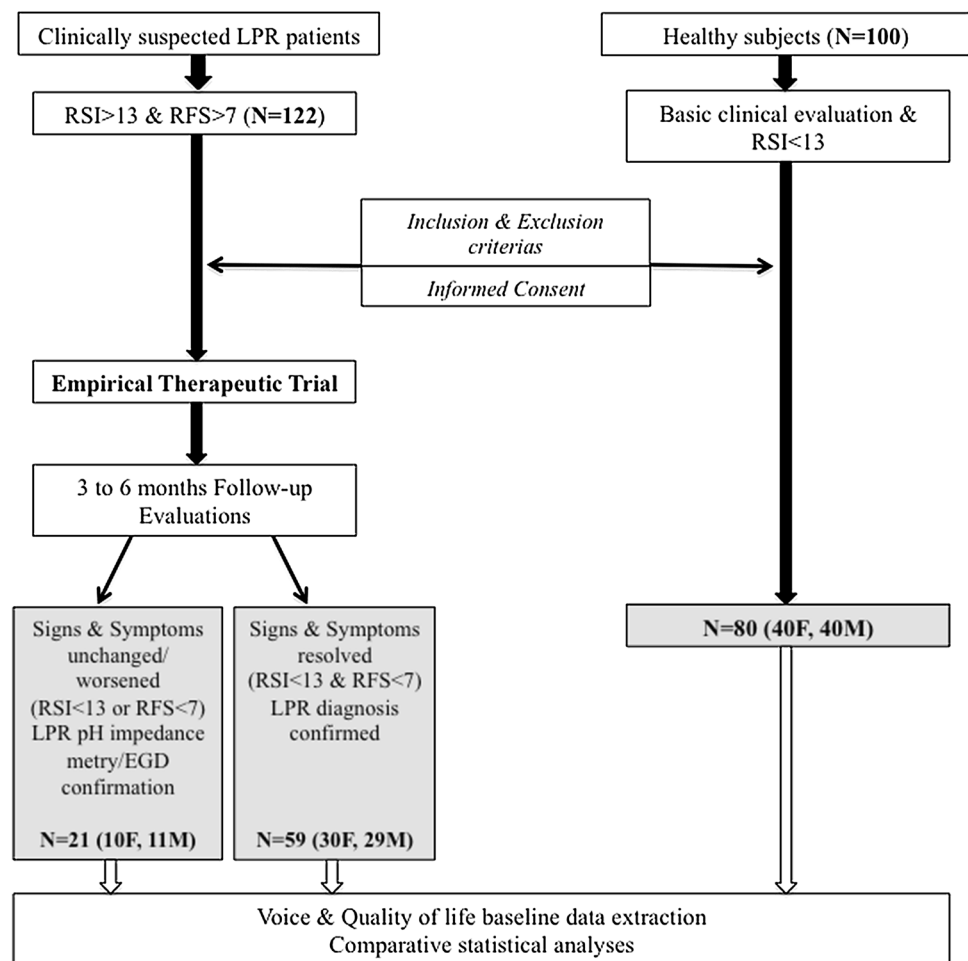 Clinically suspected LPR patients
Healthy subjects (N=100)
RSI>13 & RFS>7 (N=122)
Basic clinical evaluation &
RSI<13
Inclusion & Exclusion
criterias
Informed Consent
Empirical Therapeutic Trial
3 to 6 months Follow-up
Evaluations
Signs & Symptoms
unchanged/
worsened
(RSI<13 or RFS<7)
LPR pH impedance
metry/EGD
confirmation
N=21 (10F, 11M)
Signs & Symptoms
resolved
(RSI<13 & RFS<7)
LPR diagnosis
confirmed
N=59 (30F, 29M)
N=80 (40F, 40M)
Voice & Quality of life baseline data extraction
Comparative statistical analyses